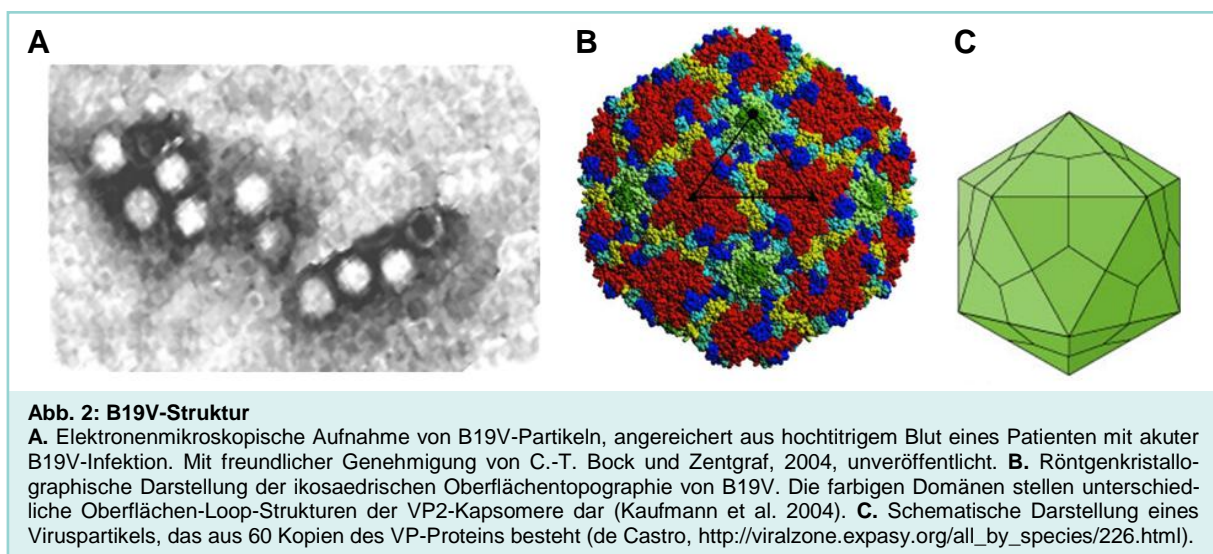 A B C
Abb. 2: B19V-Struktur
A. Elektronenmikroskopische Aufnahme von B19V-Partikeln, angereichert aus hochtitrigem Blut eines Patienten mit akuter
B19V-Infektion. Mit freundlicher Genehmigung von C.-T. Bock und Zentgraf, 2004, unveröffentlicht. B. Röntgenkristallo-
graphische Darstellung der ikosaedrischen Oberflächentopographie von B19V. Die farbigen Domänen stellen unterschied-
liche Oberflächen-Loop-Strukturen der VP2-Kapsomere dar (Kaufmann et al. 2004). C. Schematische Darstellung eines
Viruspartikels, das aus 60 Kopien des VP-Proteins besteht (de Castro, http://viralzone.expasy.org/all_by_species/226.html).